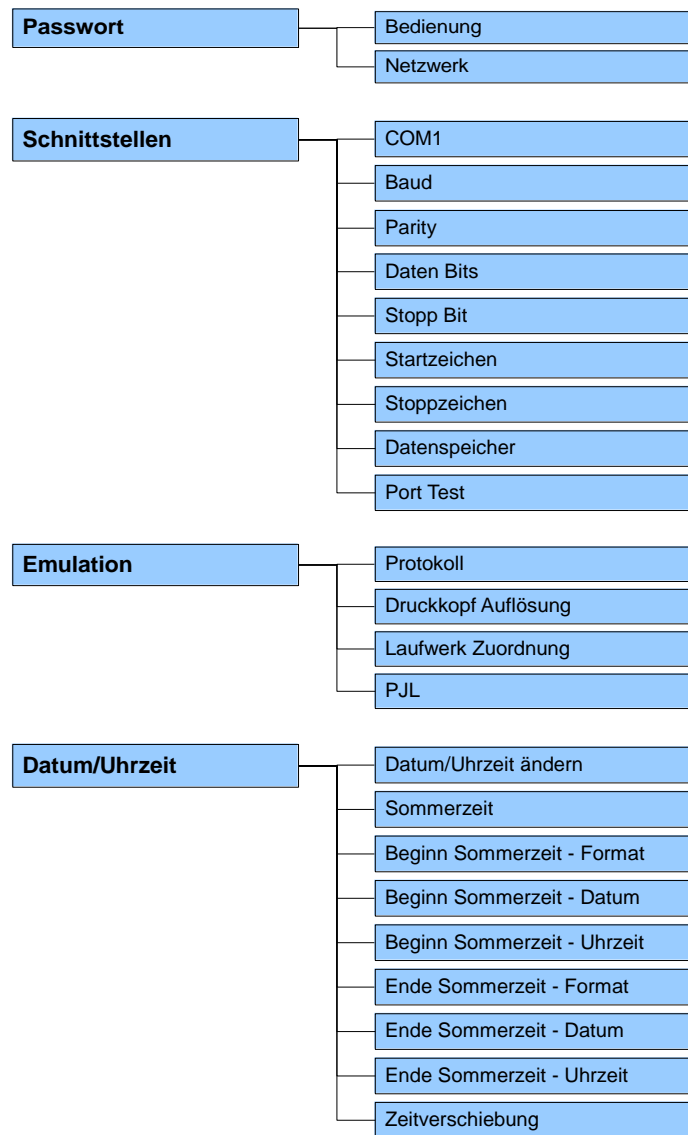 Passwort
Bedienung
Netzwerk
Schnittstellen
COM1
Baud
Parity
Daten Bits
Stopp Bit
Startzeichen
Stoppzeichen
Datenspeicher
Port Test
Emulation
Protokoll
Druckkopf Auflösung
Laufwerk Zuordnung
PJL
Datum/Uhrzeit
Datum/Uhrzeit ändern
Sommerzeit
Beginn Sommerzeit - Format
Beginn Sommerzeit - Datum
Beginn Sommerzeit - Uhrzeit
Ende Sommerzeit - Format
Ende Sommerzeit - Datum
Ende Sommerzeit - Uhrzeit
Zeitverschiebung